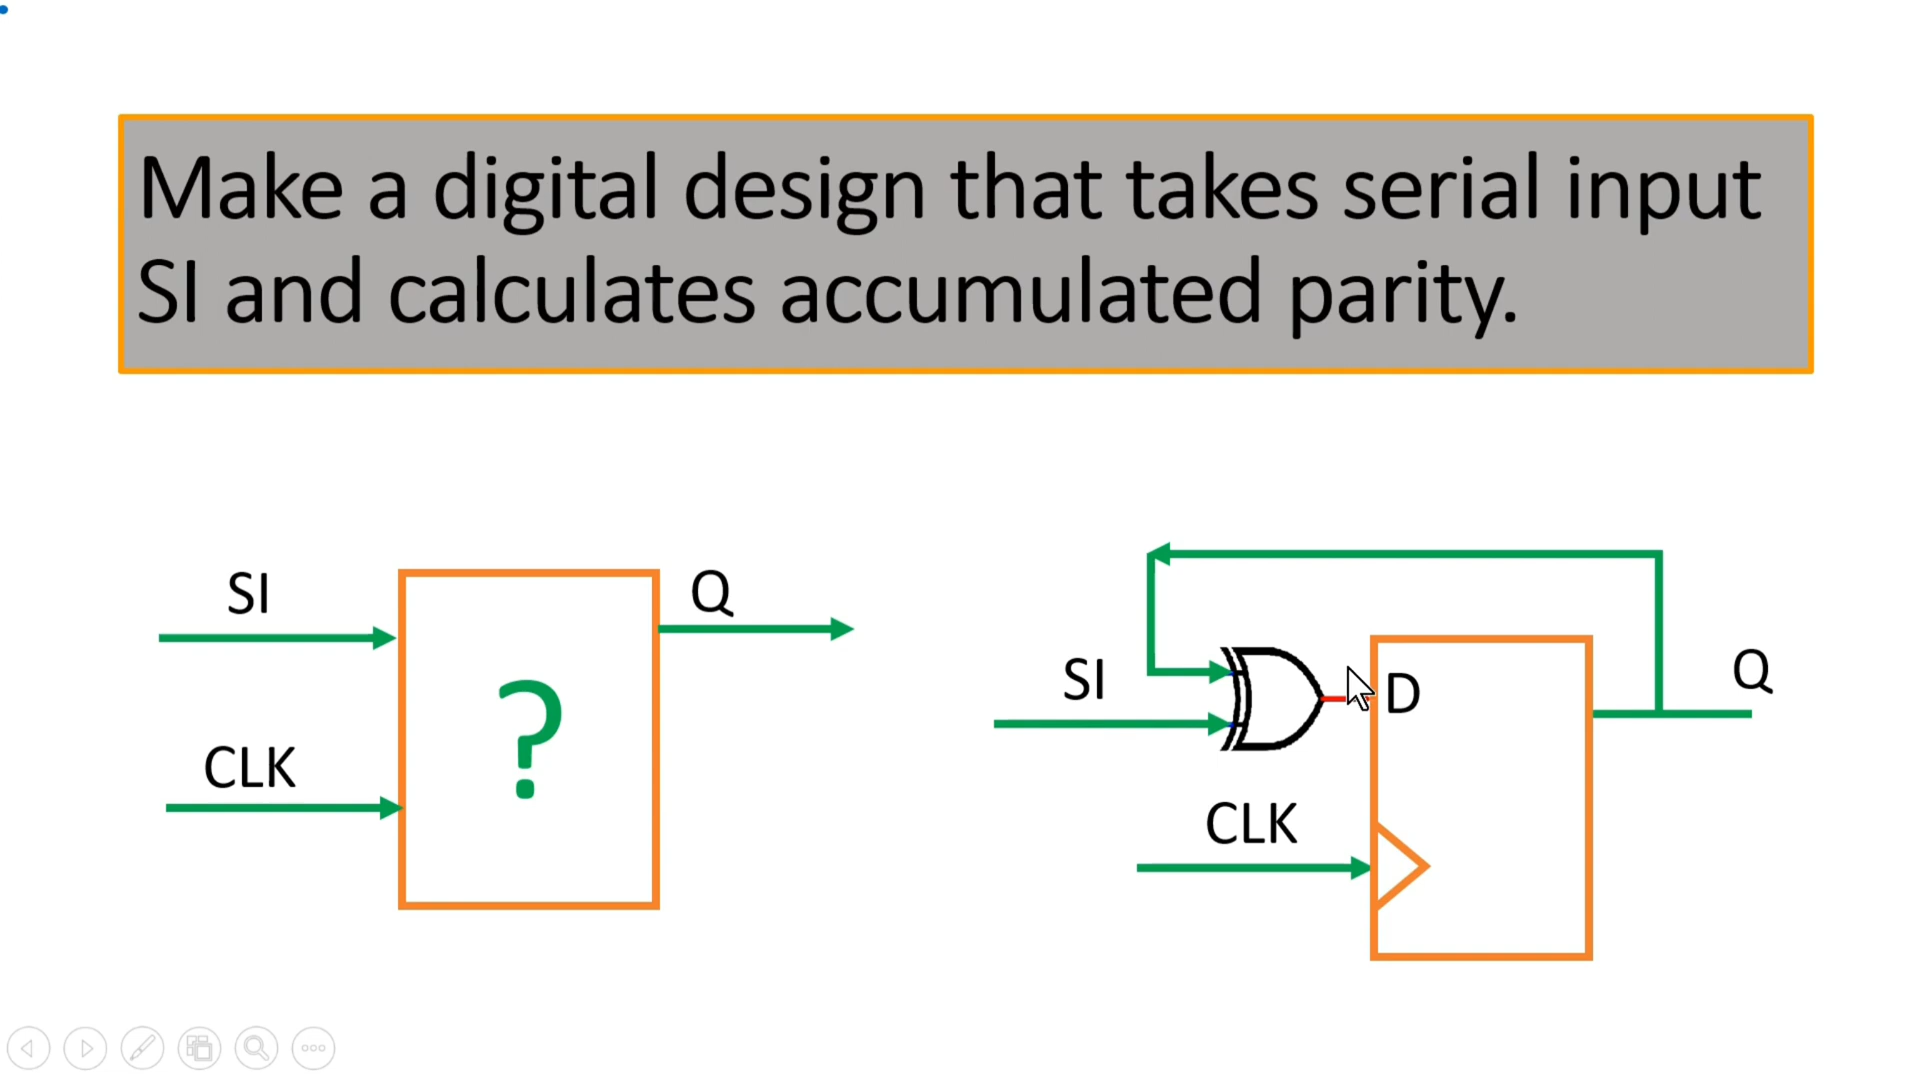 Make a digital design that takes serial input
SI and calculates accumulated parity.
SI
Q
?
CLK
SI
D
Q
CLK